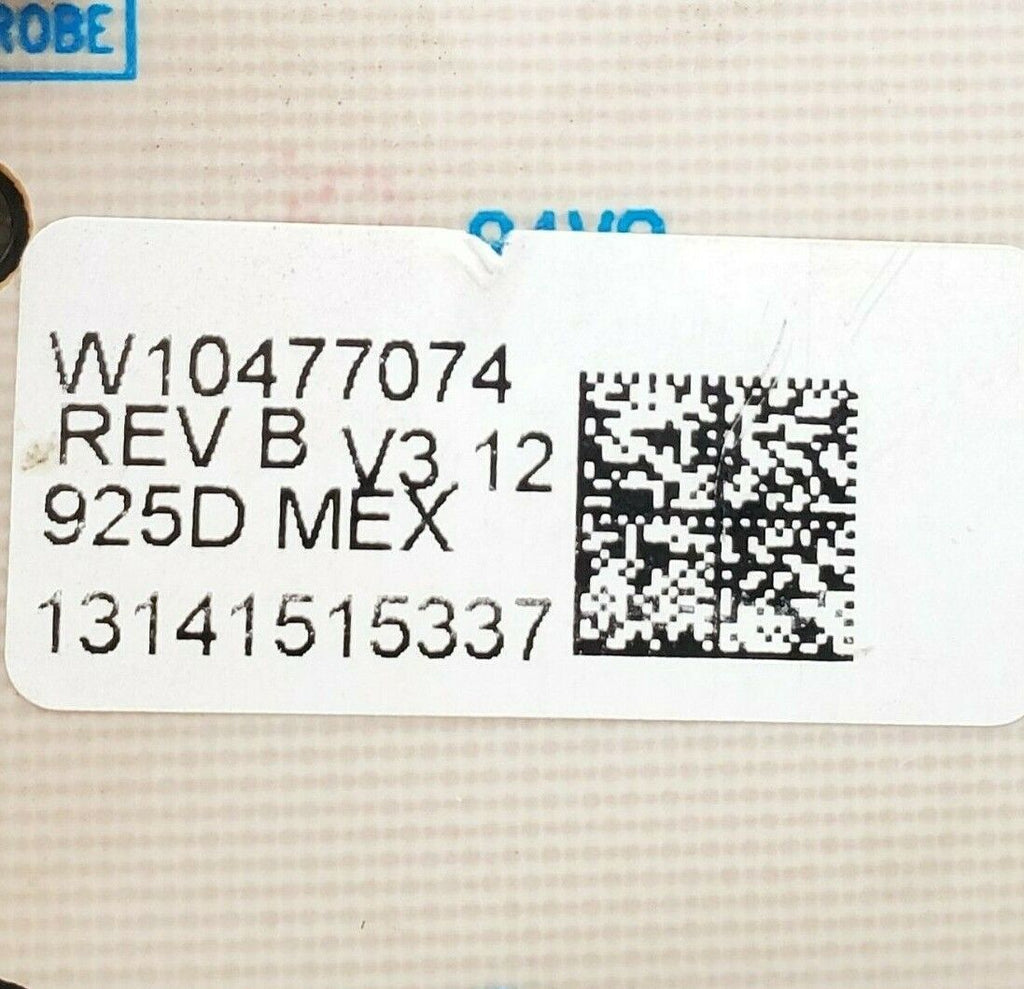 ROBE
W10477074
REV B V3.12
925D MEX
13141515337